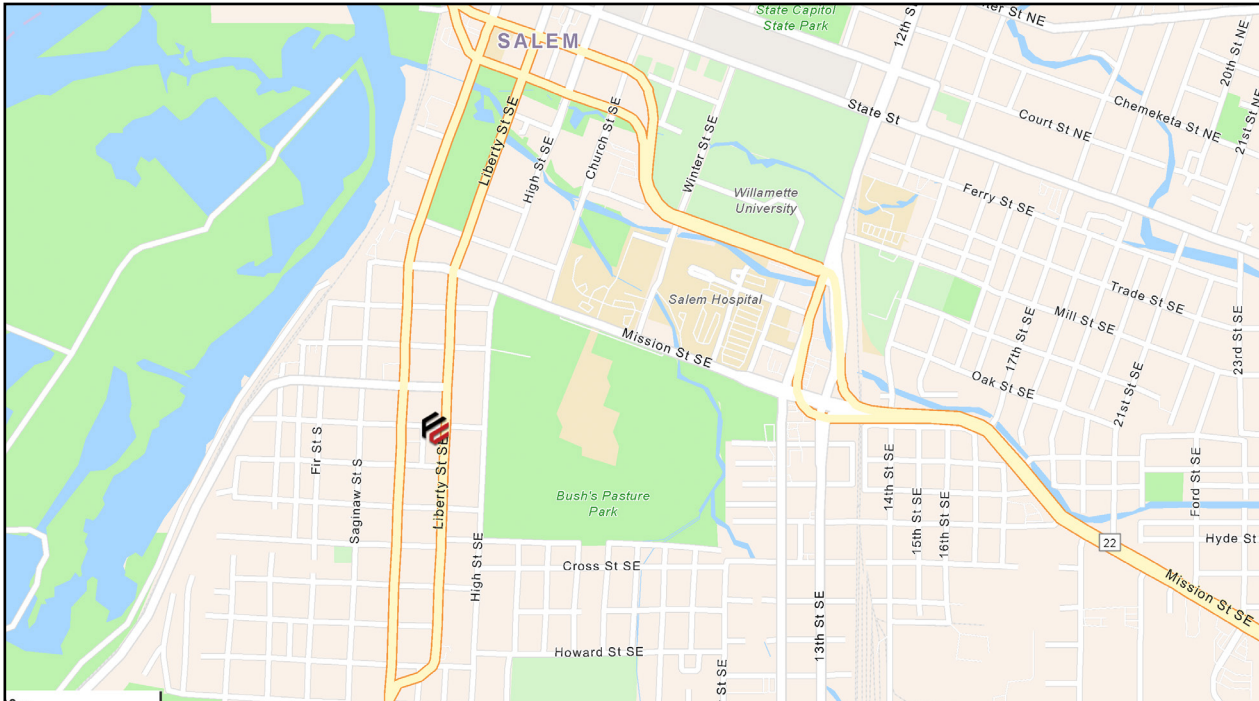 State Capitol
State Park
12th St
ter St NE
SALEM
20th St NE
21st St NE
Chemeketa St NE
Court St NE
State St
Liberty St SE
High St SE
Church St SE
Winter St SE
Willamette
University
Ferry St SE
Trade St SE
Mill St SE
Salem Hospital
17th St SE
23rd St SE
Mission St SE
Oak St SE
21st St SE
Fir St S
Saginaw St S
Liberty St SE
Bush's Pasture
Park
14th St SE
15th St SE
16th St SE
Ford St SE
Hyde St
22
High St SE
Cross St SE
Mission St SE
13th St SE
Howard St SE
St SE